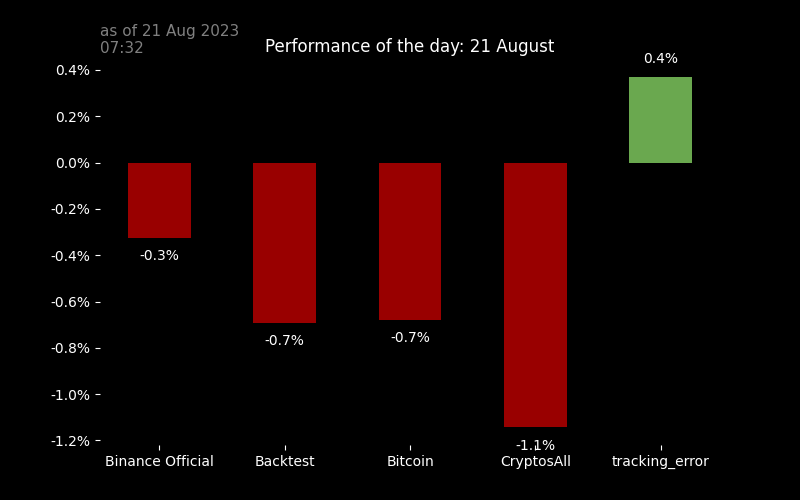 as of 21 Aug 2023
07:32
Performance of the day: 21 August
0.4%
0.4%
0.2%
0.0%
-0.2%
-0.4%
-0.3%
-0.6%
-0.8%
-0.7%
-0.7%
-1.0%
-1.2%
-1.1%
Binance Official
Backtest
Bitcoin
CryptosAll
tracking_error